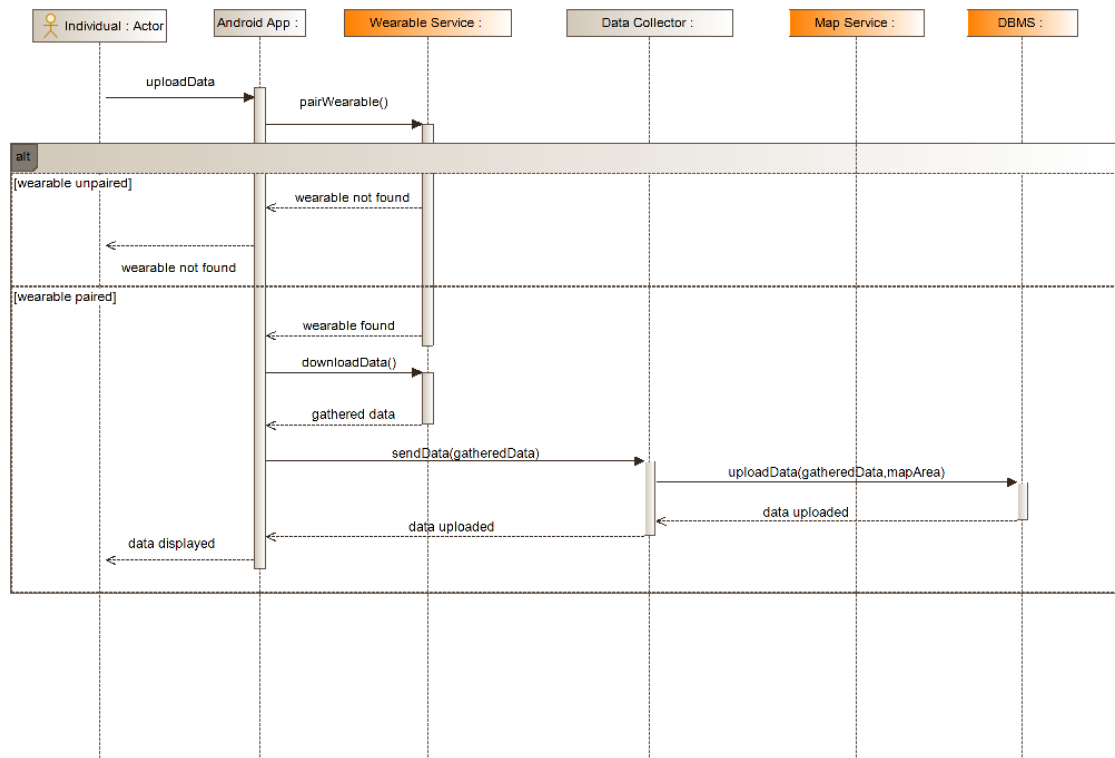 Individual : Actor
Android App :
Wearable Service :
Data Collector :
Map Service :
DBMS :
uploadData
pairWearable()
alt
[wearable unpaired]
wearable not found
wearable not found
[wearable paired]
wearable found
downloadData()
gathered data
sendData(gatheredData)
uploadData(gatheredData,mapArea)
data uploaded
data uploaded
data displayed